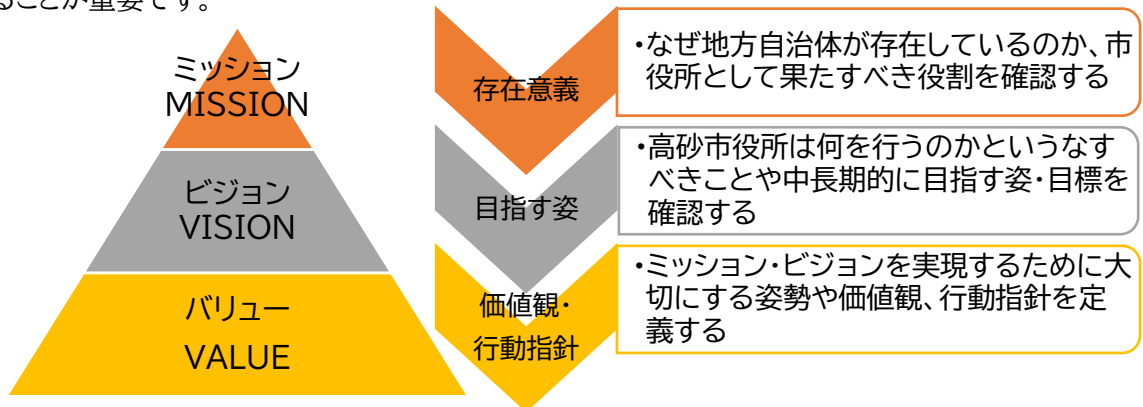 ることが重要です。
ミッション
MISSION
存在意義
・なぜ地方自治体が存在しているのか、市
役所として果たすべき役割を確認する
ビジョン
VISION
目指す姿
・高砂市役所は何を行うのかというなす
べきことや中長期的に目指す姿・目標を
確認する
バリュー
VALUE
価値観・
行動指針
・ミッション・ビジョンを実現するために大
切にする姿勢や価値観、行動指針を定
義する